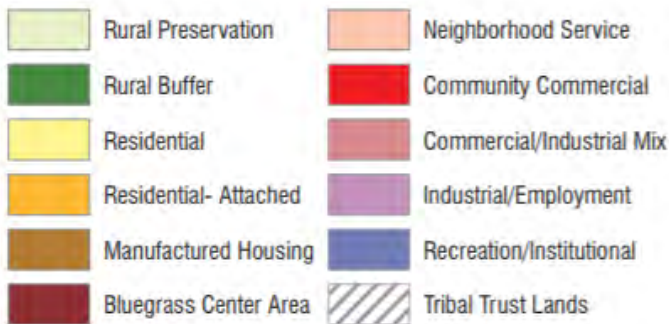 Rural Preservation
Rural Buffer
Residential
Residential- Attached
Manufactured Housing
Bluegrass Center Area
Neighborhood Service
Community Commercial
Commercial/Industrial Mix
Industrial/Employment
Recreation/Institutional
Tribal Trust Lands